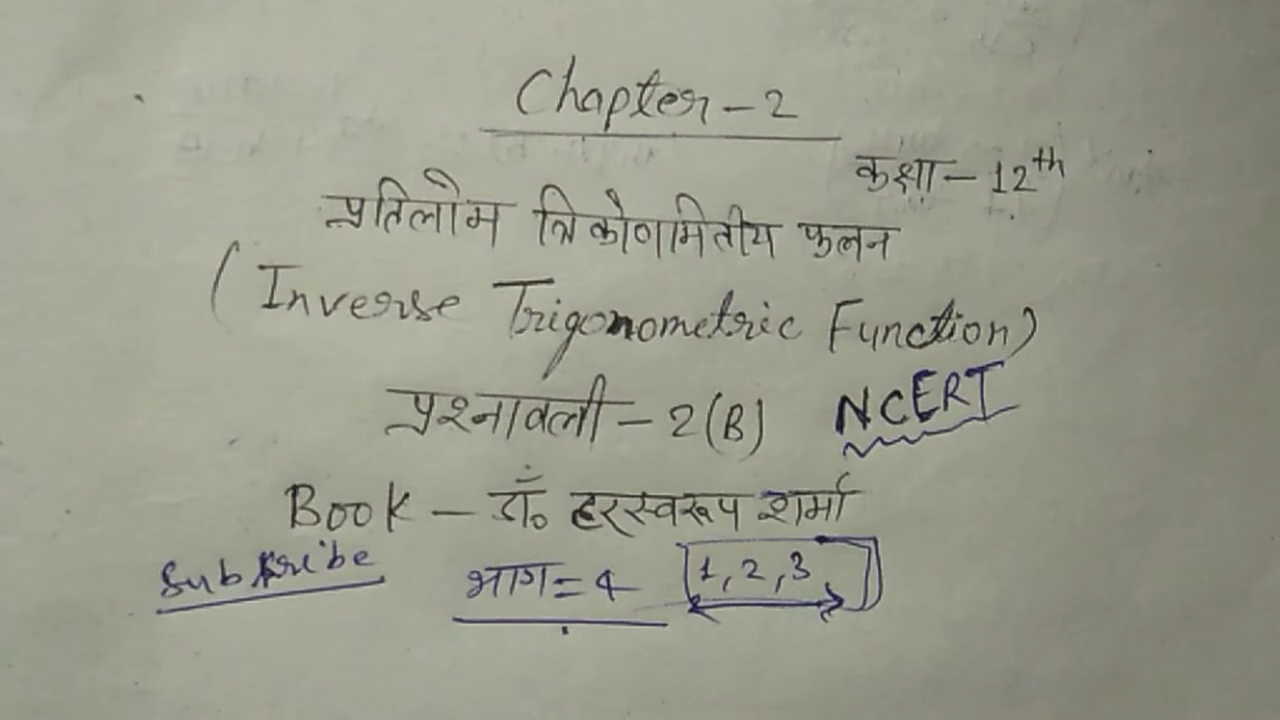 Chapter-2
कक्षा - 12th
प्रतिलोम त्रिकोणमितीय फलन
(Inverse Trigonometric Function)
प्रश्नावली - 2(B) NCERT
Book - डॉ॰ हरस्वरूप शर्मा
Subscribe भाग = 4 1, 2, 3